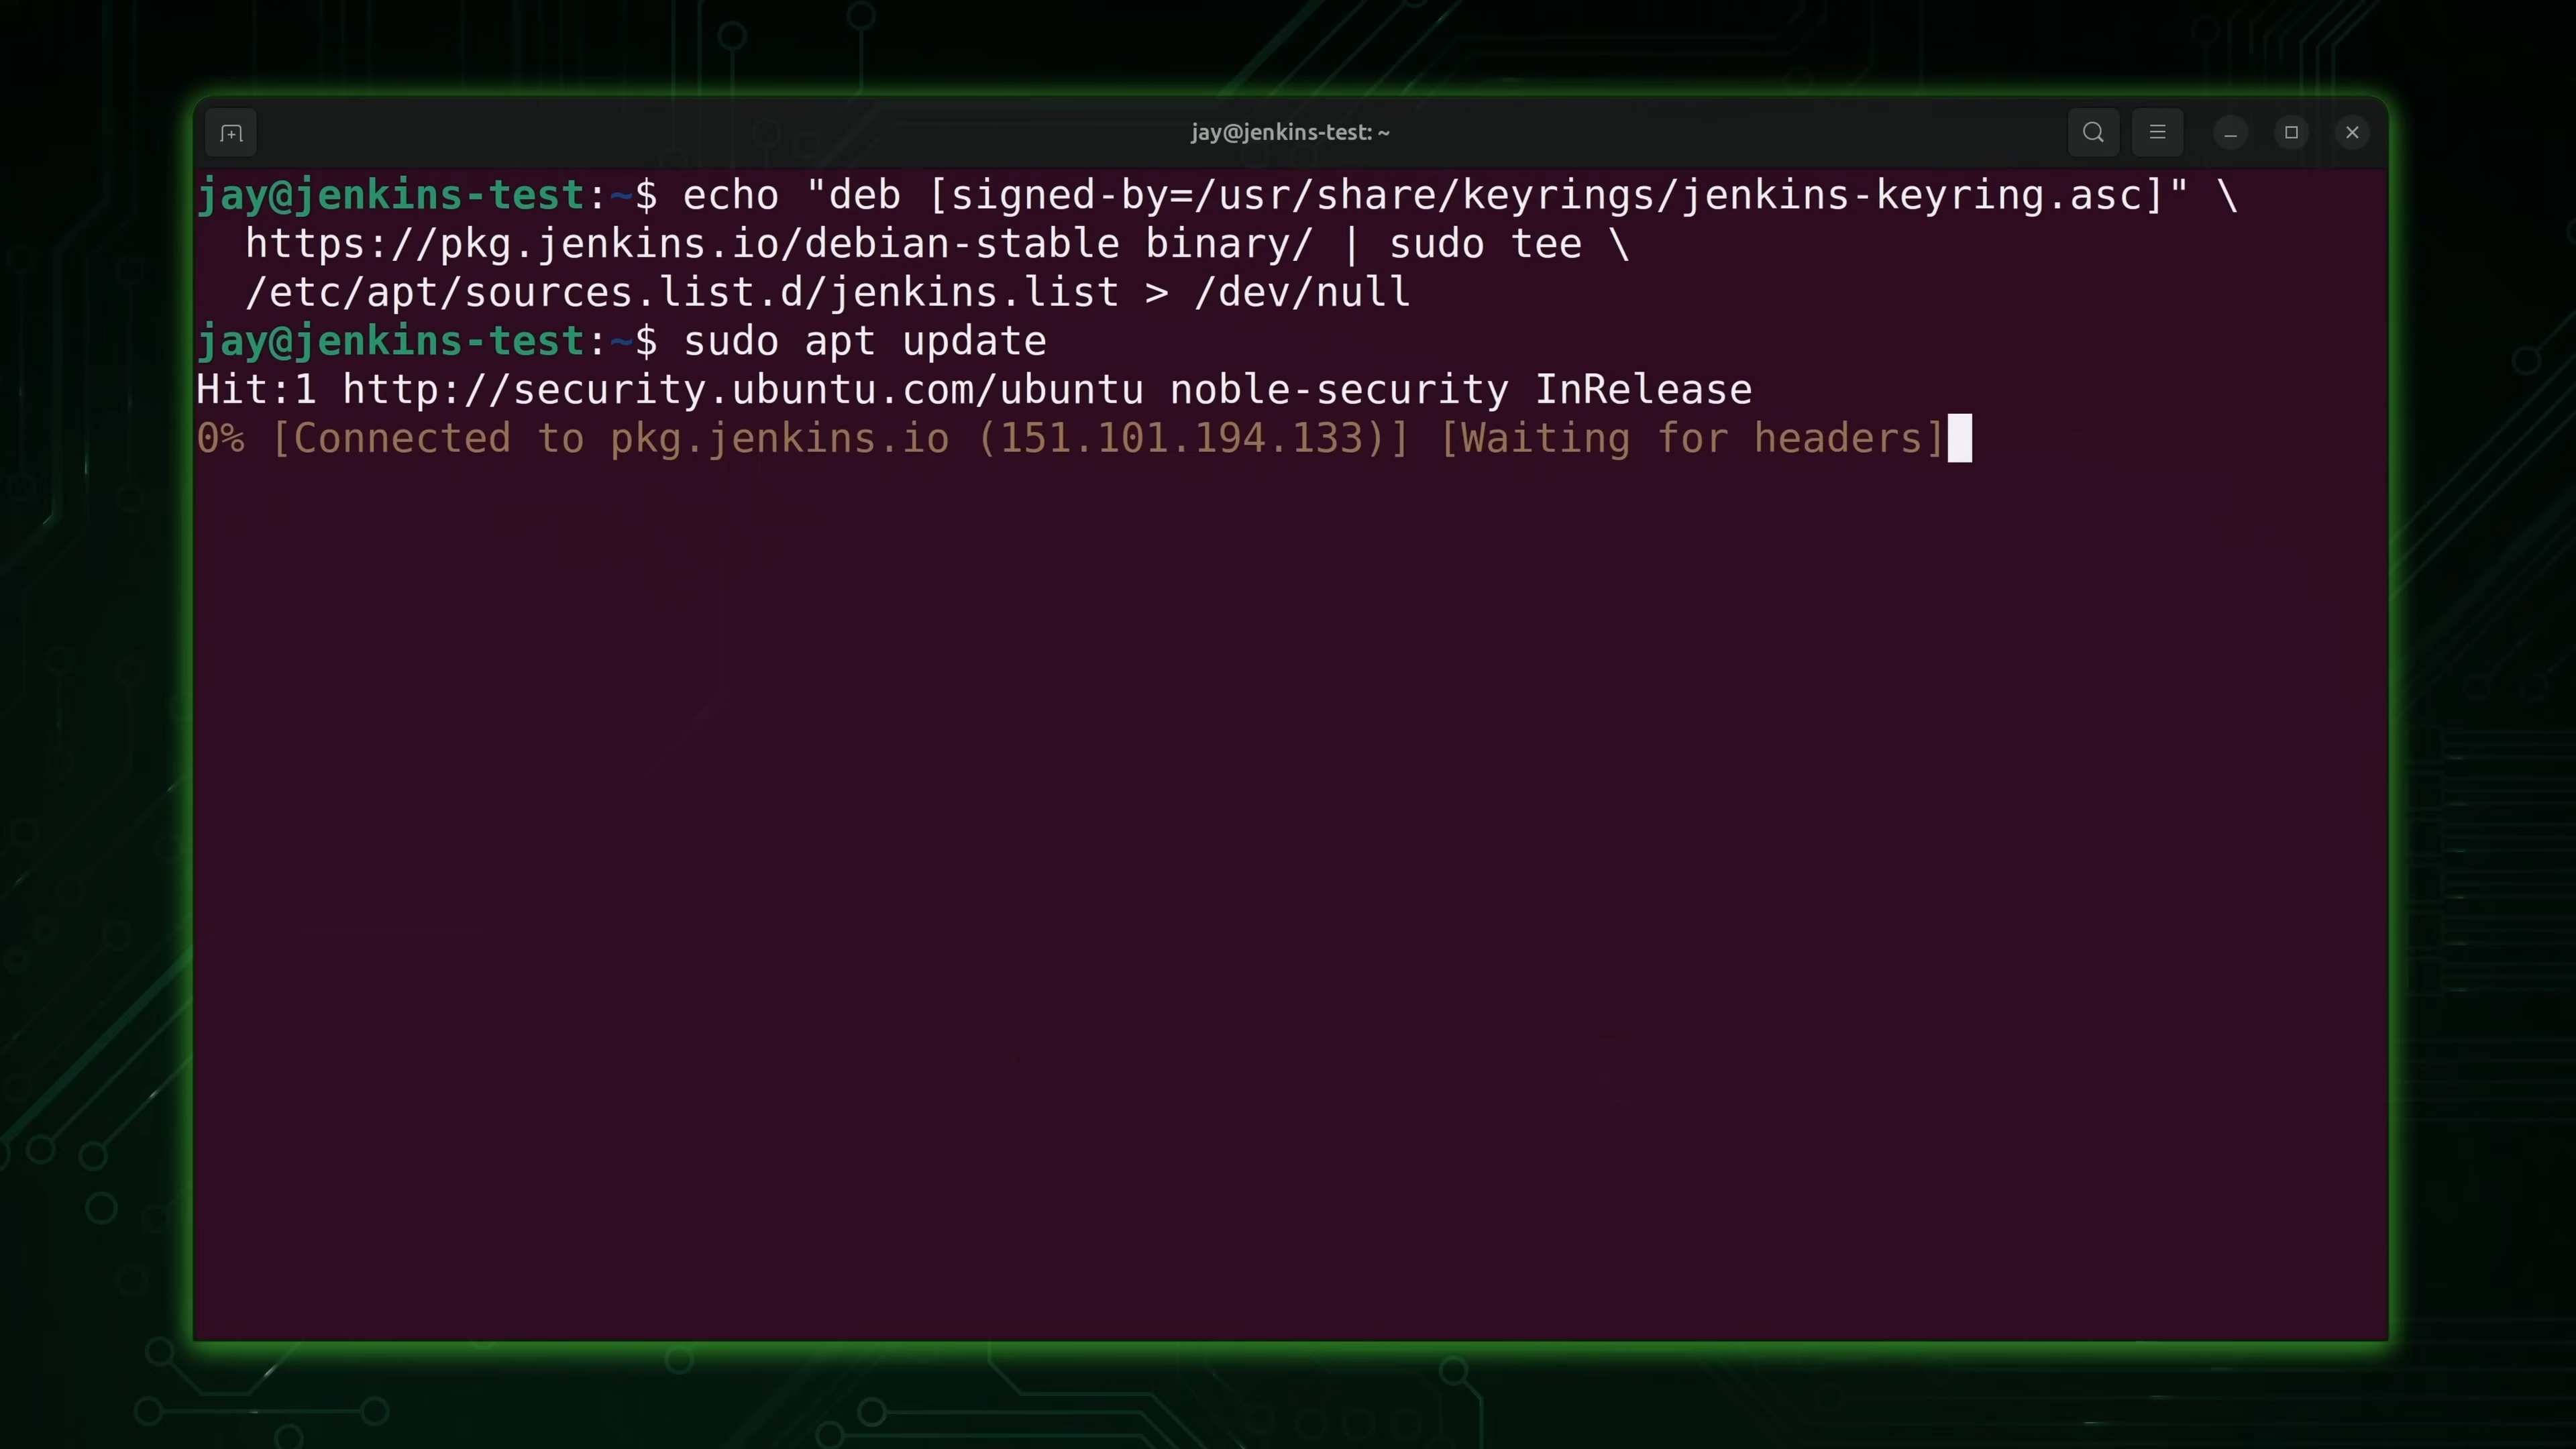 jay@jenkins-test: ~
jay@jenkins-test:~$ echo "deb [signed-by=/usr/share/keyrings/jenkins-keyring.asc]" \
  https://pkg.jenkins.io/debian-stable binary/ | sudo tee \
  /etc/apt/sources.list.d/jenkins.list > /dev/null
jay@jenkins-test:~$ sudo apt update
Hit:1 http://security.ubuntu.com/ubuntu noble-security InRelease
0% [Connected to pkg.jenkins.io (151.101.194.133)] [Waiting for headers]